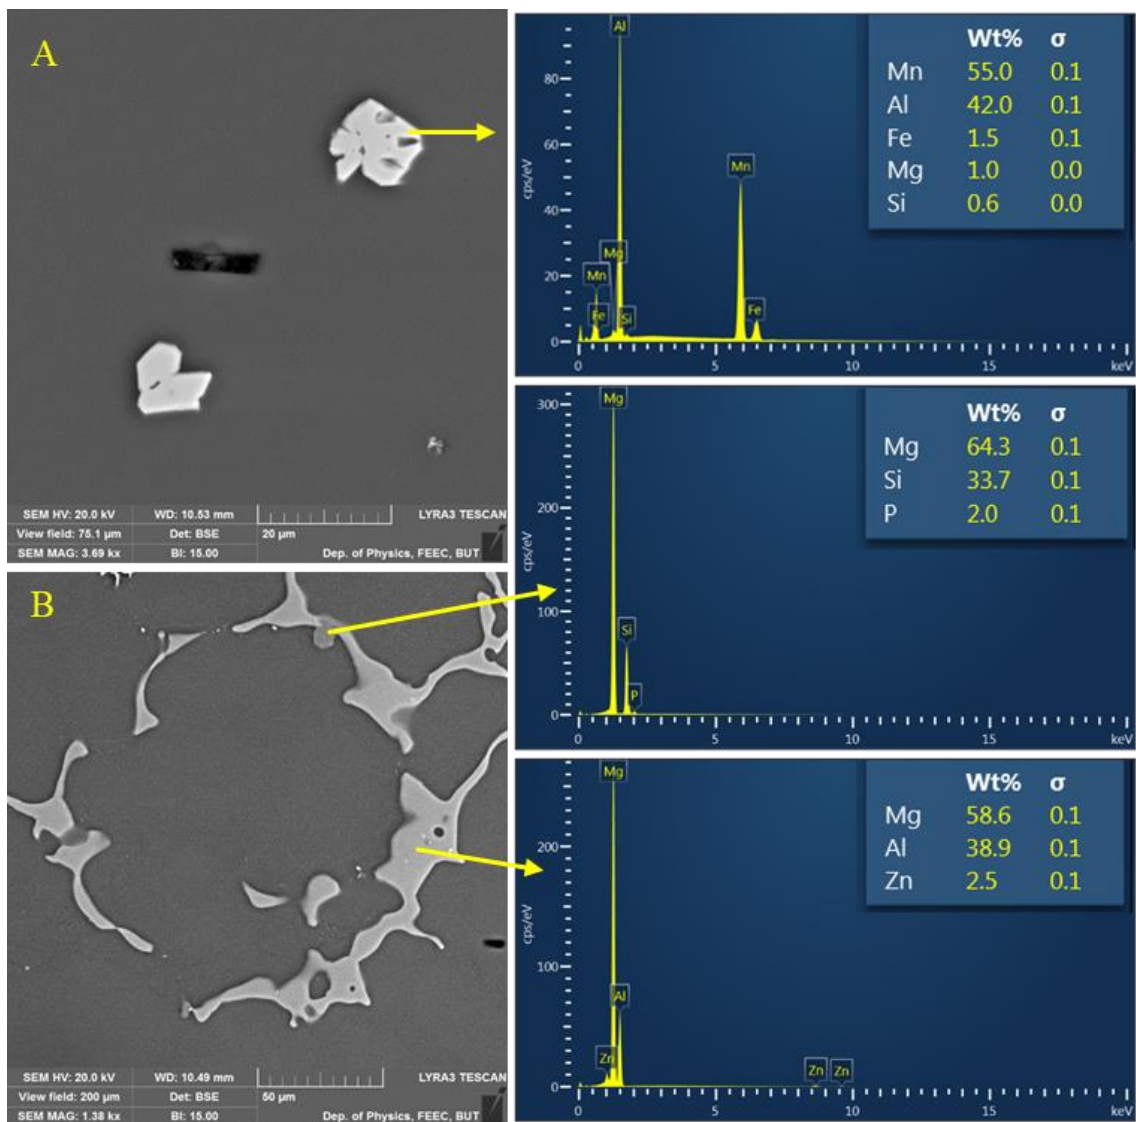 A
SEM HV: 20.0 kV WD: 10.53 mm LYRA3 TESCAN
View field: 75.1 µm Det: BSE 20 µm
SEM MAG: 3.69 kx BI: 15.00 Dep. of Physics, FEEC, BUT
Wt% σ
Mn 55.0 0.1
Al 42.0 0.1
Fe 1.5 0.1
Mg 1.0 0.0
Si 0.6 0.0
cps/eV
80
60
40
20
0
Al
Mn
Mg
Mn
Fe
Si
Fe
0 5 10 15 keV
Wt% σ
Mg 64.3 0.1
Si 33.7 0.1
P 2.0 0.1
cps/eV
300
200
100
0
Mg
Si
P
0 5 10 15 keV
B
SEM HV: 20.0 kV WD: 10.49 mm LYRA3 TESCAN
View field: 200 µm Det: BSE 50 µm
SEM MAG: 1.38 kx BI: 15.00 Dep. of Physics, FEEC, BUT
Wt% σ
Mg 58.6 0.1
Al 38.9 0.1
Zn 2.5 0.1
cps/eV
200
100
0
Mg
Al
Zn
Zn Zn
0 5 10 15 keV